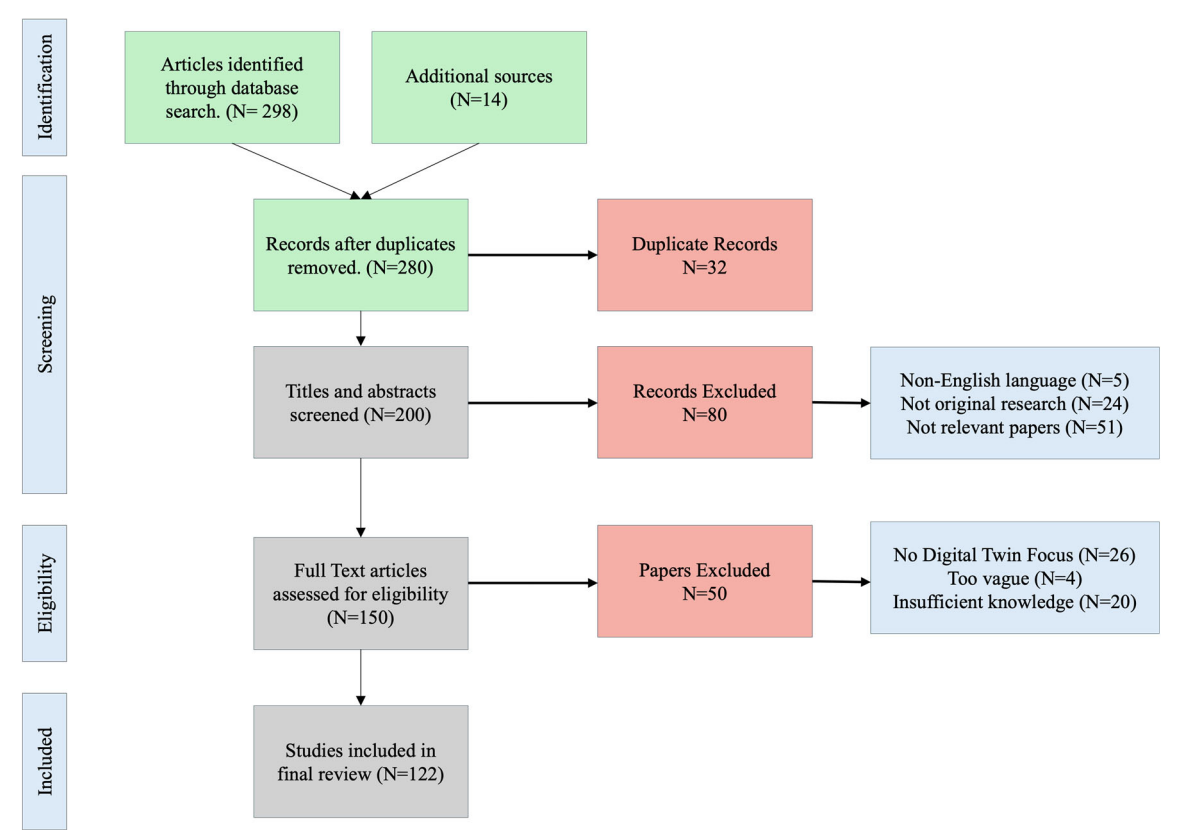 Identification
Articles identified
through database
search. (N= 298)
Additional sources
(N=14)
Screening
Records after duplicates
removed. (N=280)
Duplicate Records
N=32
Titles and abstracts
screened (N=200)
Records Excluded
N=80
Non-English language (N=5)
Not original research (N=24)
Not relevant papers (N=51)
Eligibility
Full Text articles
assessed for eligibility
(N=150)
Papers Excluded
N=50
No Digital Twin Focus (N=26)
Too vague (N=4)
Insufficient knowledge (N=20)
Included
Studies included in
final review (N=122)